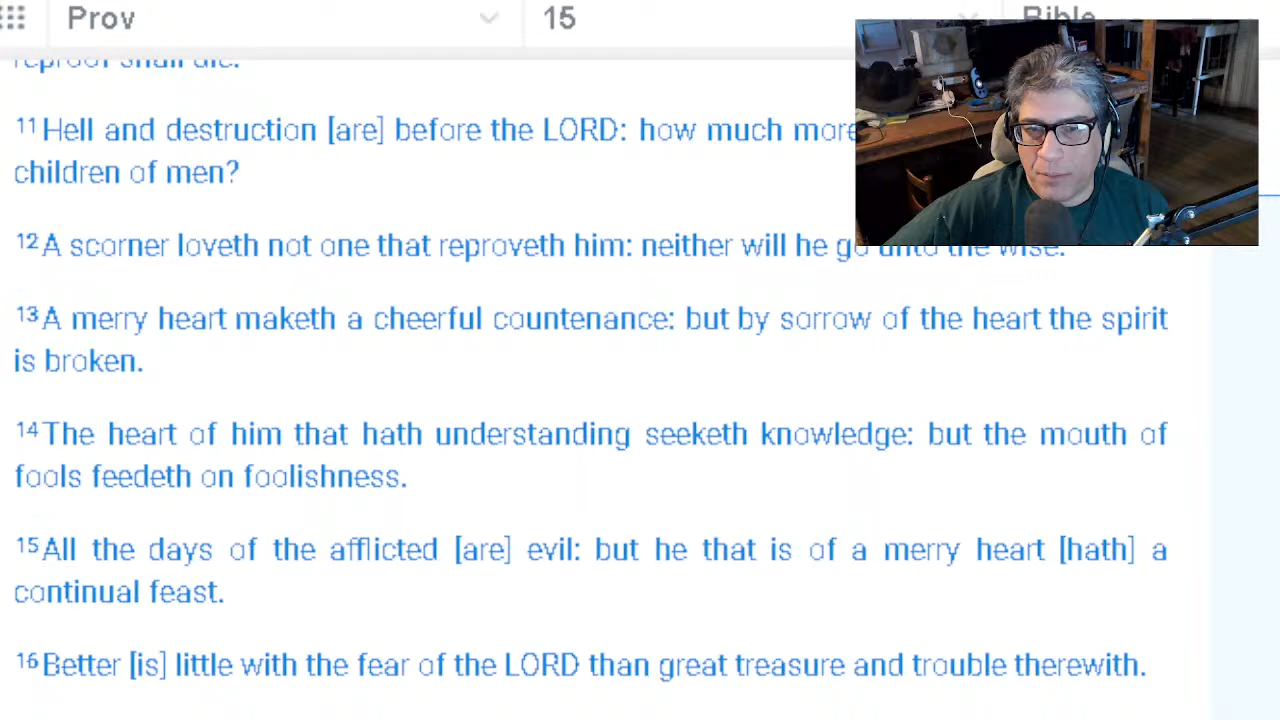 Prov 15 Bible
reproof shall die.
11 Hell and destruction [are] before the LORD: how much more
children of men?
12 A scorner loveth not one that reproveth him: neither will he go unto the wise.
13 A merry heart maketh a cheerful countenance: but by sorrow of the heart the spirit
is broken.
14 The heart of him that hath understanding seeketh knowledge: but the mouth of
fools feedeth on foolishness.
15 All the days of the afflicted [are] evil: but he that is of a merry heart [hath] a
continual feast.
16 Better [is] little with the fear of the LORD than great treasure and trouble therewith.